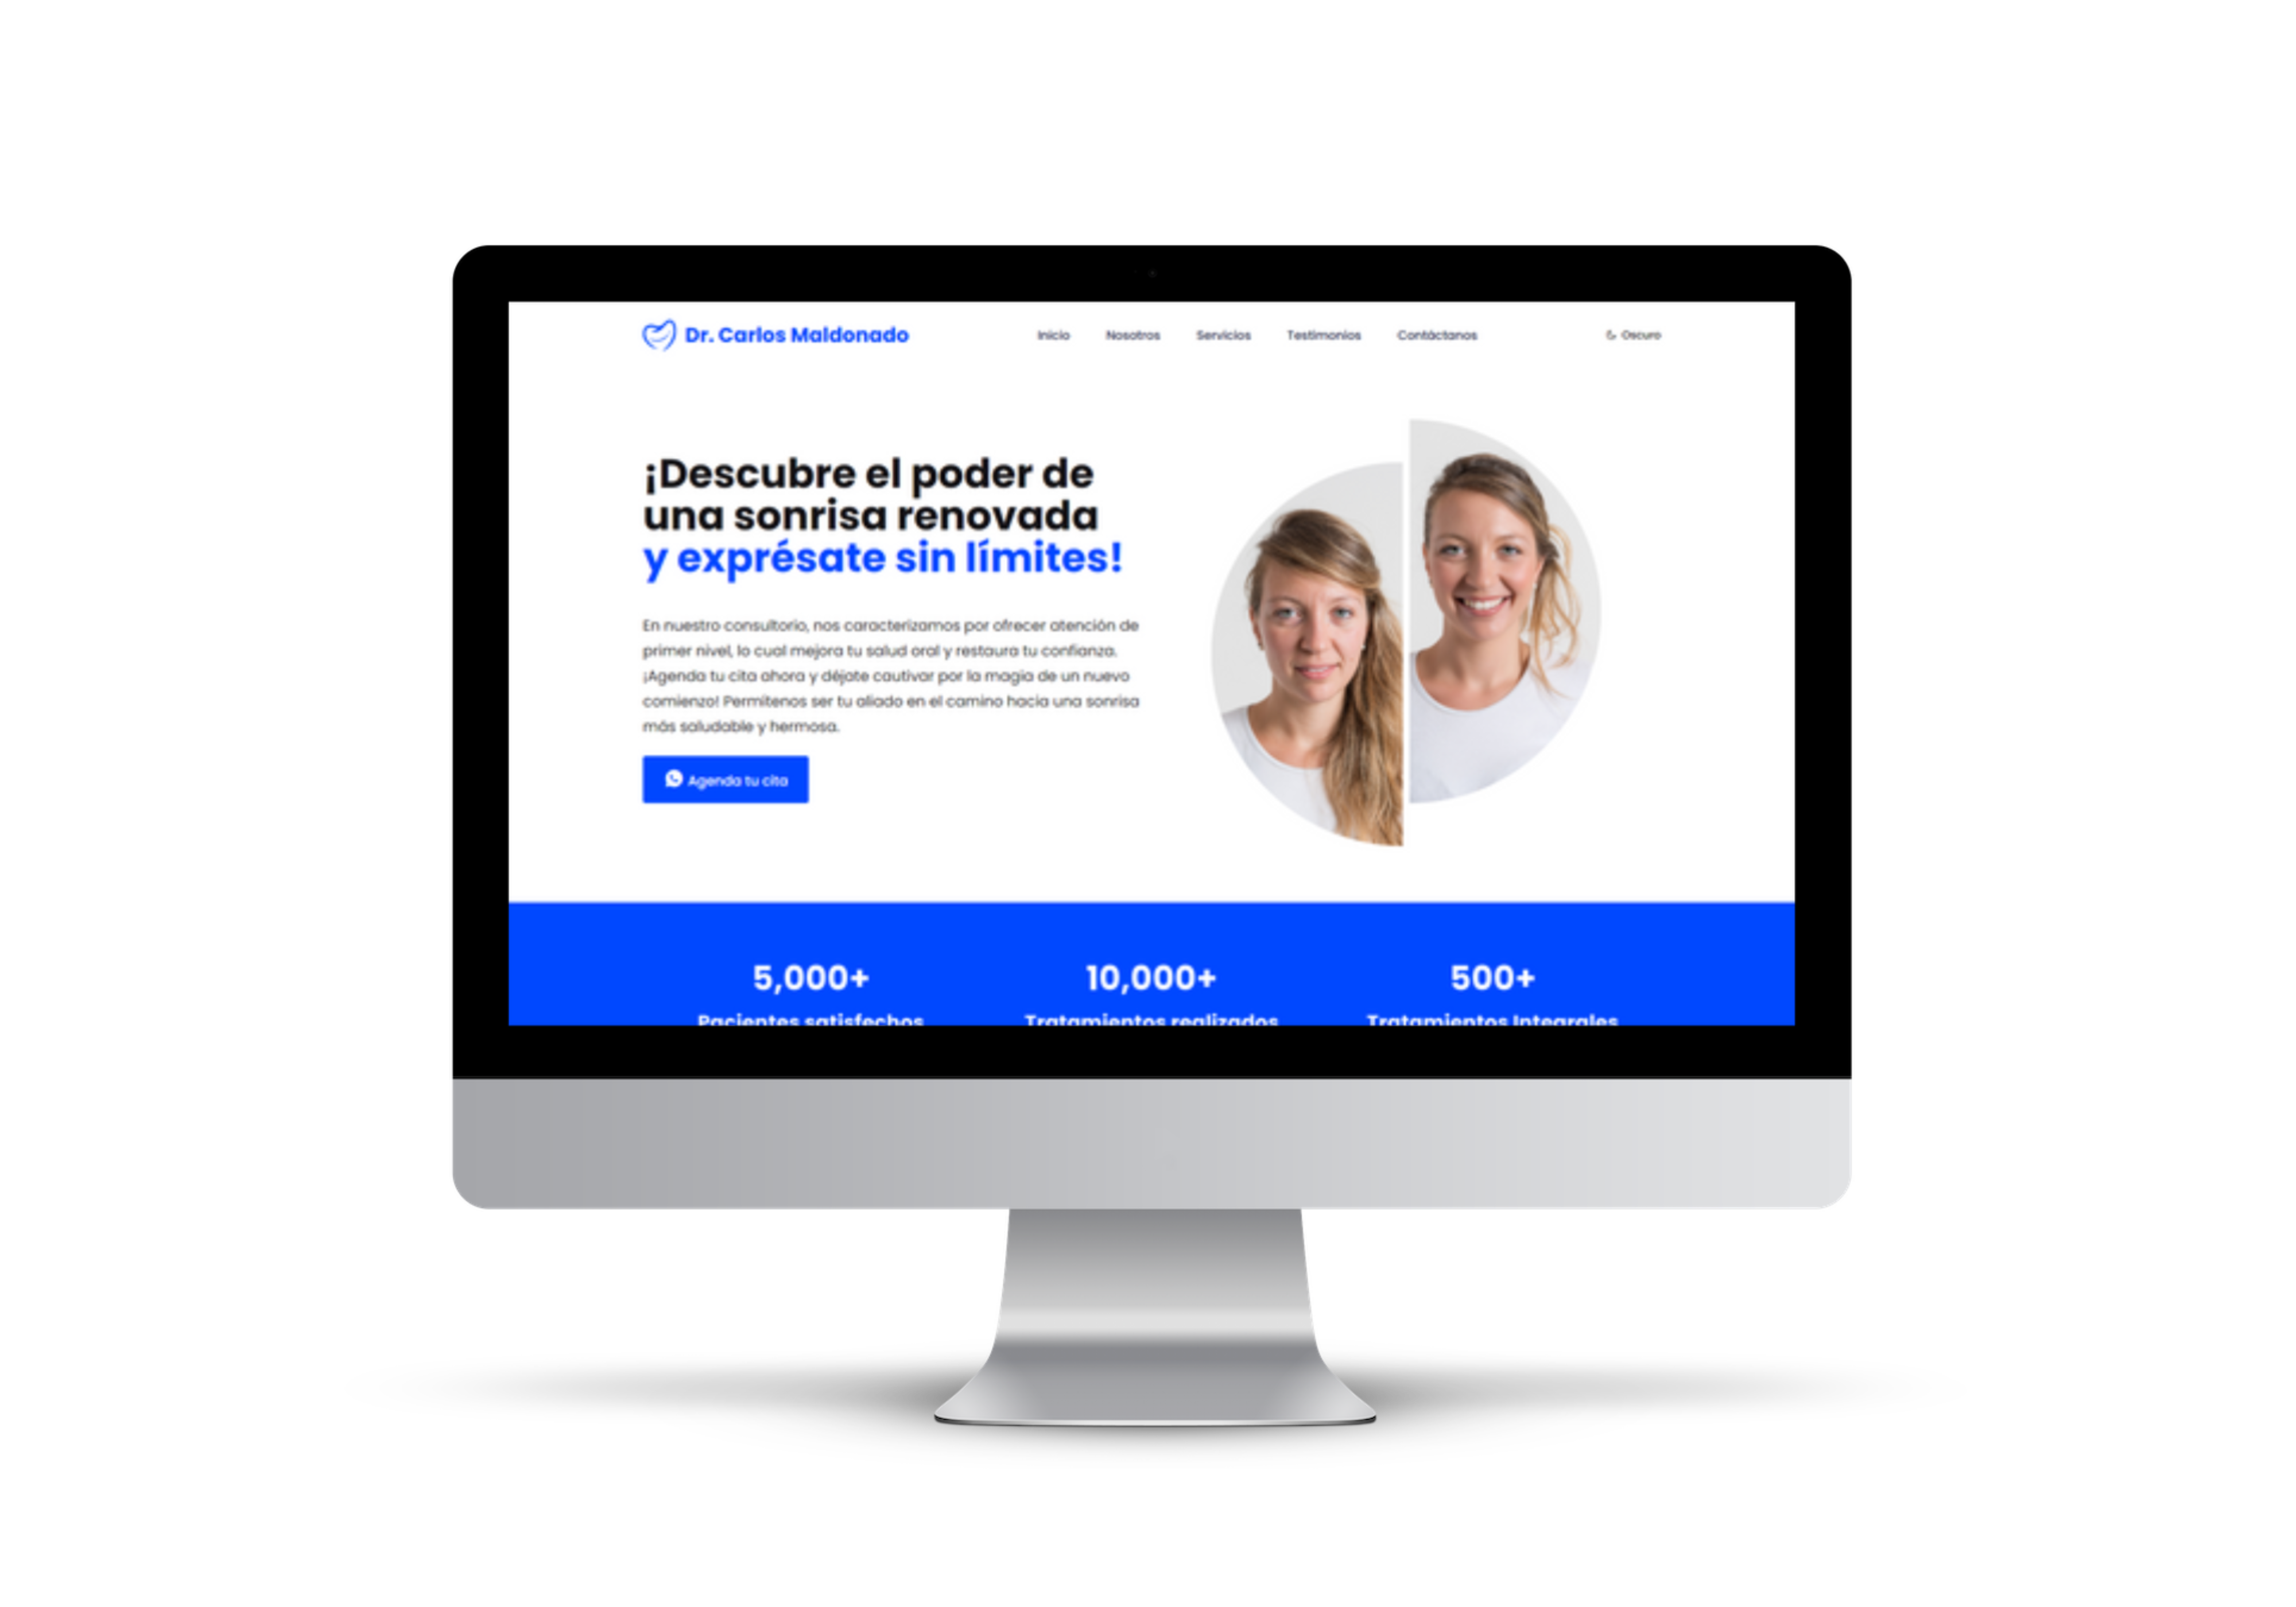 Dr. Carlos Maldonado
Inicio Nosotros Servicios Testimonios Contáctanos Oscuro
¡Descubre el poder de
una sonrisa renovada
y exprésate sin límites!
En nuestro consultorio, nos caracterizamos por ofrecer atención de
primer nivel, lo cual mejora tu salud oral y restaura tu confianza.
¡Agenda tu cita ahora y déjate cautivar por la magia de un nuevo
comienzo! Permítenos ser tu aliado en el camino hacia una sonrisa
más saludable y hermosa.
Agenda tu cita
5,000+ 10,000+ 500+
Pacientes satisfechos Tratamientos realizados Tratamientos Integrales